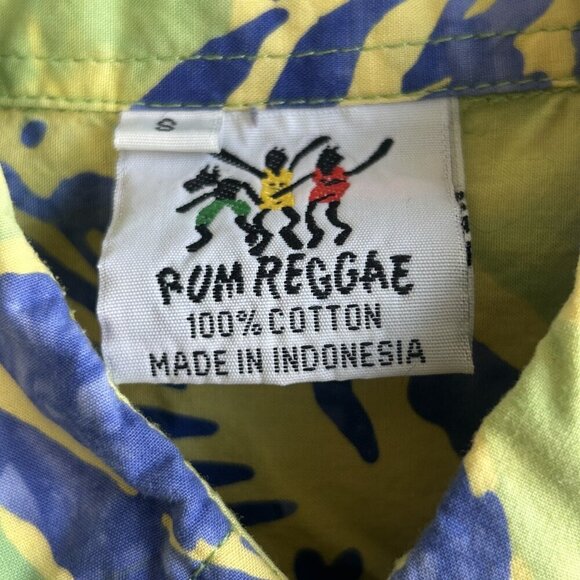 S
RUM REGGAE
100% COTTON
MADE IN INDONESIA